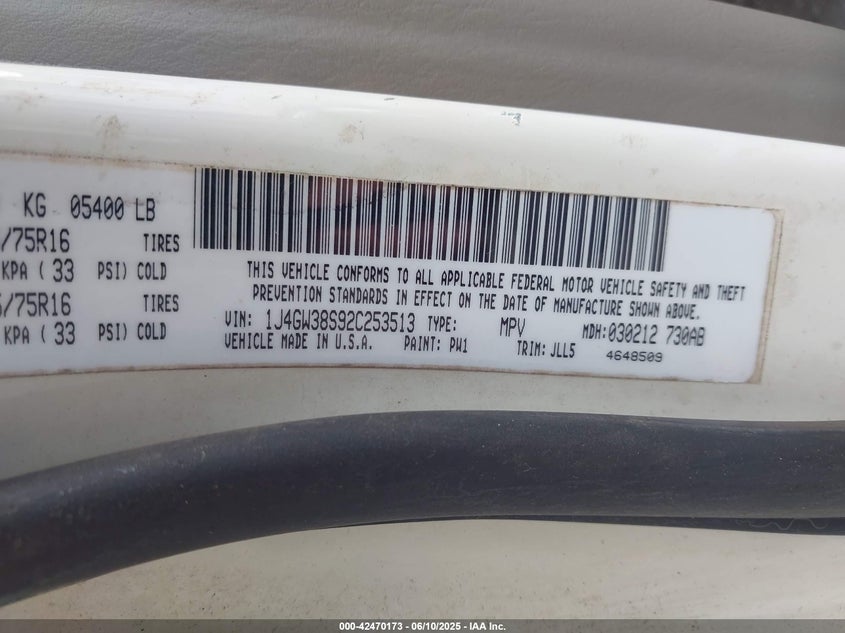 KG 05400 LB
/75R16 TIRES
KPA ( 33 PSI) COLD
/75R16 TIRES
KPA ( 33 PSI) COLD
THIS VEHICLE CONFORMS TO ALL APPLICABLE FEDERAL MOTOR VEHICLE SAFETY AND THEFT
PREVENTION STANDARDS IN EFFECT ON THE DATE OF MANUFACTURE SHOWN ABOVE.
VIN: 1J4GW38S92C253513 TYPE: MPV MDH: 030212 730AB
VEHICLE MADE IN U.S.A. PAINT: PW1 TRIM: JLL5 4648509
000-42470173 - 06/10/2025 - IAA Inc.